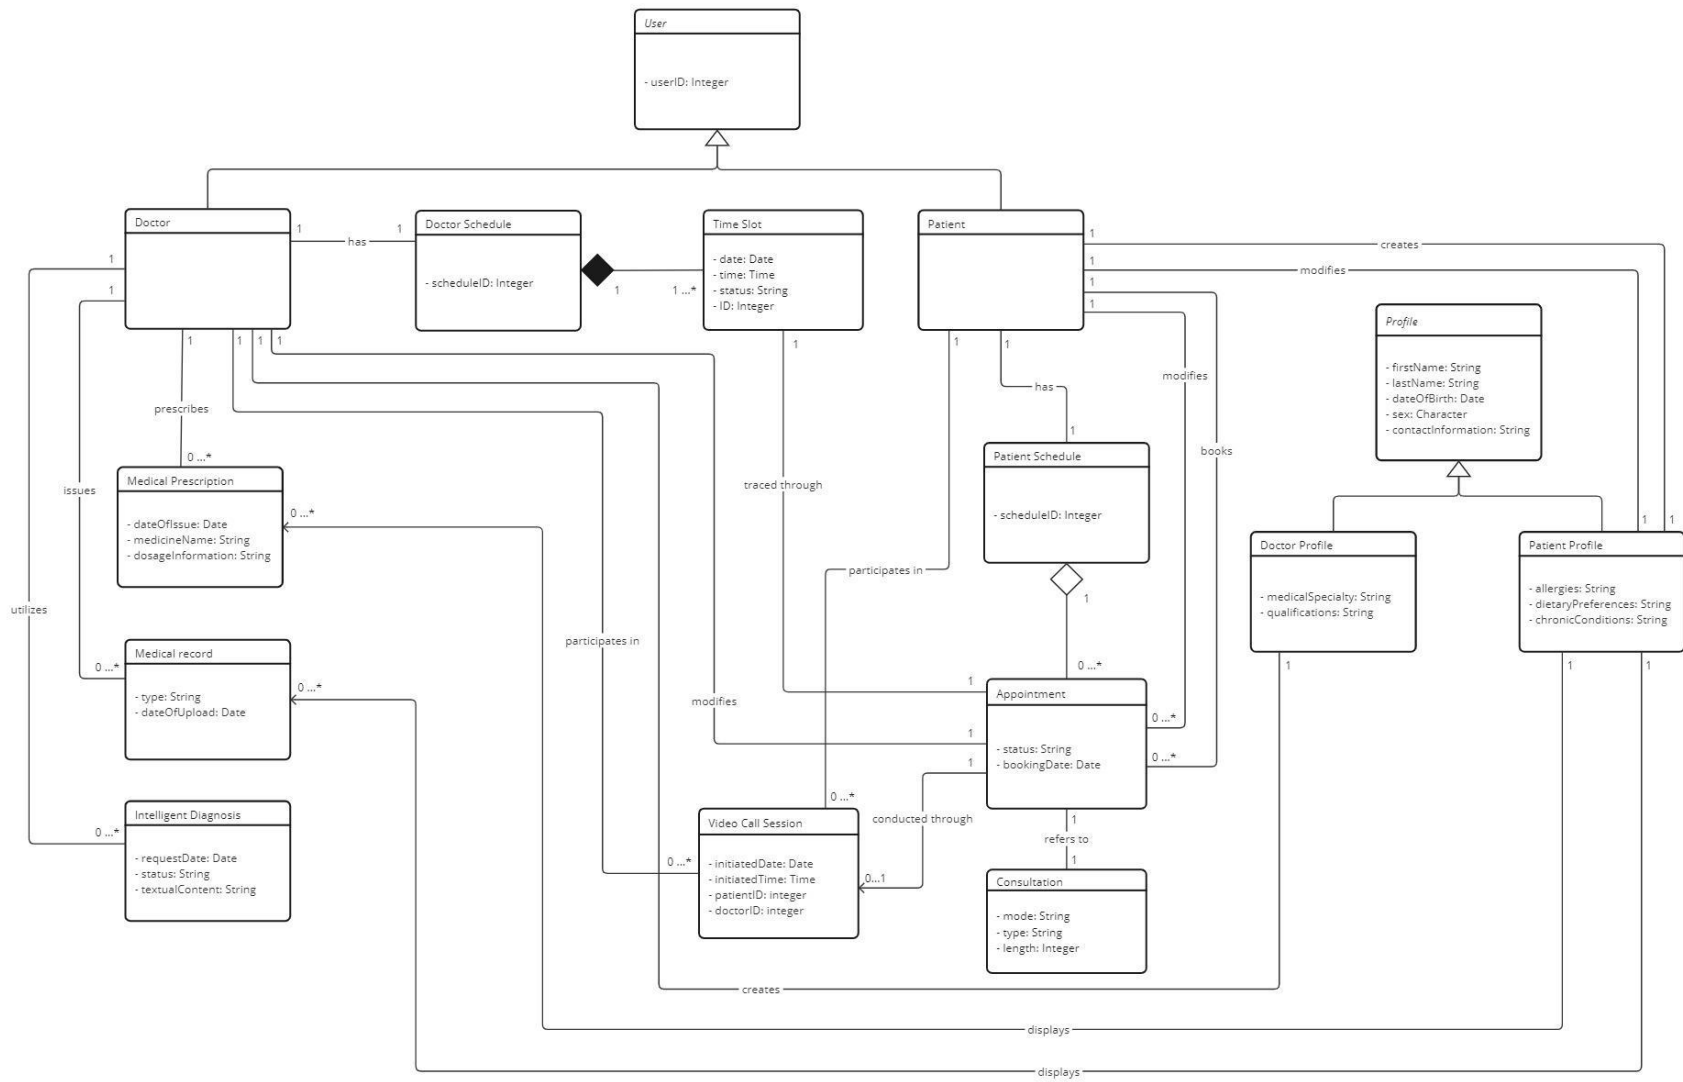 User
- userID: Integer
Doctor
1
1
has
Doctor Schedule
- scheduleID: Integer
1
1 ...*
Time Slot
- date: Date
- time: Time
- status: String
- ID: Integer
Patient
1
creates
1
modifies
1
1
1
1
1
1
1
1
1
1
1
Profile
- firstName: String
- lastName: String
- dateOfBirth: Date
- sex: Character
- contactInformation: String
modifies
has
prescribes
1
books
0 ...*
Patient Schedule
- scheduleID: Integer
Medical Prescription
- dateOfIssue: Date
- medicineName: String
- dosageInformation: String
issues
traced through
0 ...*
1
1
Doctor Profile
- medicalSpecialty: String
- qualifications: String
Patient Profile
- allergies: String
- dietaryPreferences: String
- chronicConditions: String
participates in
1
utilizes
participates in
Medical record
- type: String
- dateOfUpload: Date
0 ...*
0 ...*
0 ...*
1
1
1
1
Appointment
- status: String
- bookingDate: Date
modifies
0 ...*
1
1
0 ...*
Intelligent Diagnosis
- requestDate: Date
- status: String
- textualContent: String
0 ...*
0 ...*
conducted through
1
refers to
1
Video Call Session
- initiatedDate: Date
- initiatedTime: Time
- patientID: integer
- doctorID: integer
0 ...*
0...1
Consultation
- mode: String
- type: String
- length: Integer
creates
displays
displays